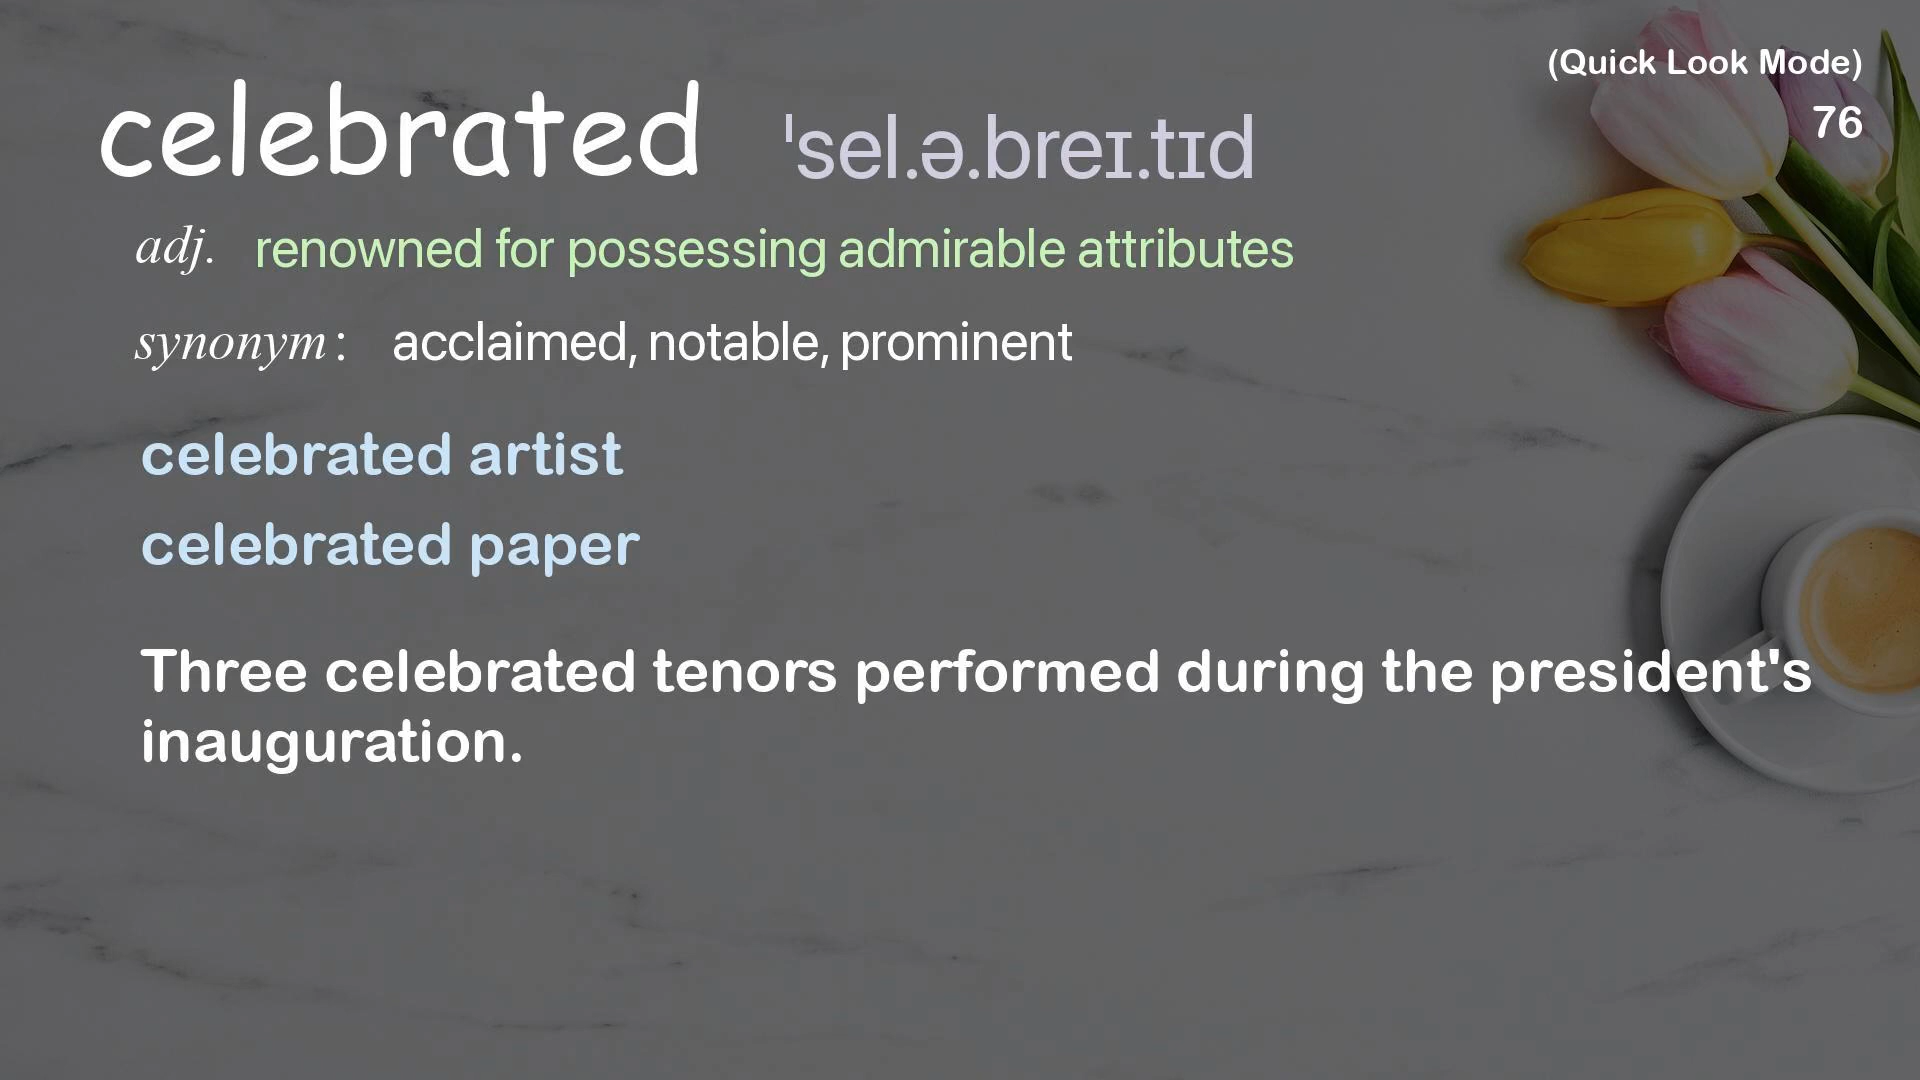 (Quick Look Mode)
76
celebrated ˈsel.ə.breɪ.tɪd
adj. renowned for possessing admirable attributes
synonym: acclaimed, notable, prominent
celebrated artist
celebrated paper
Three celebrated tenors performed during the president's
inauguration.